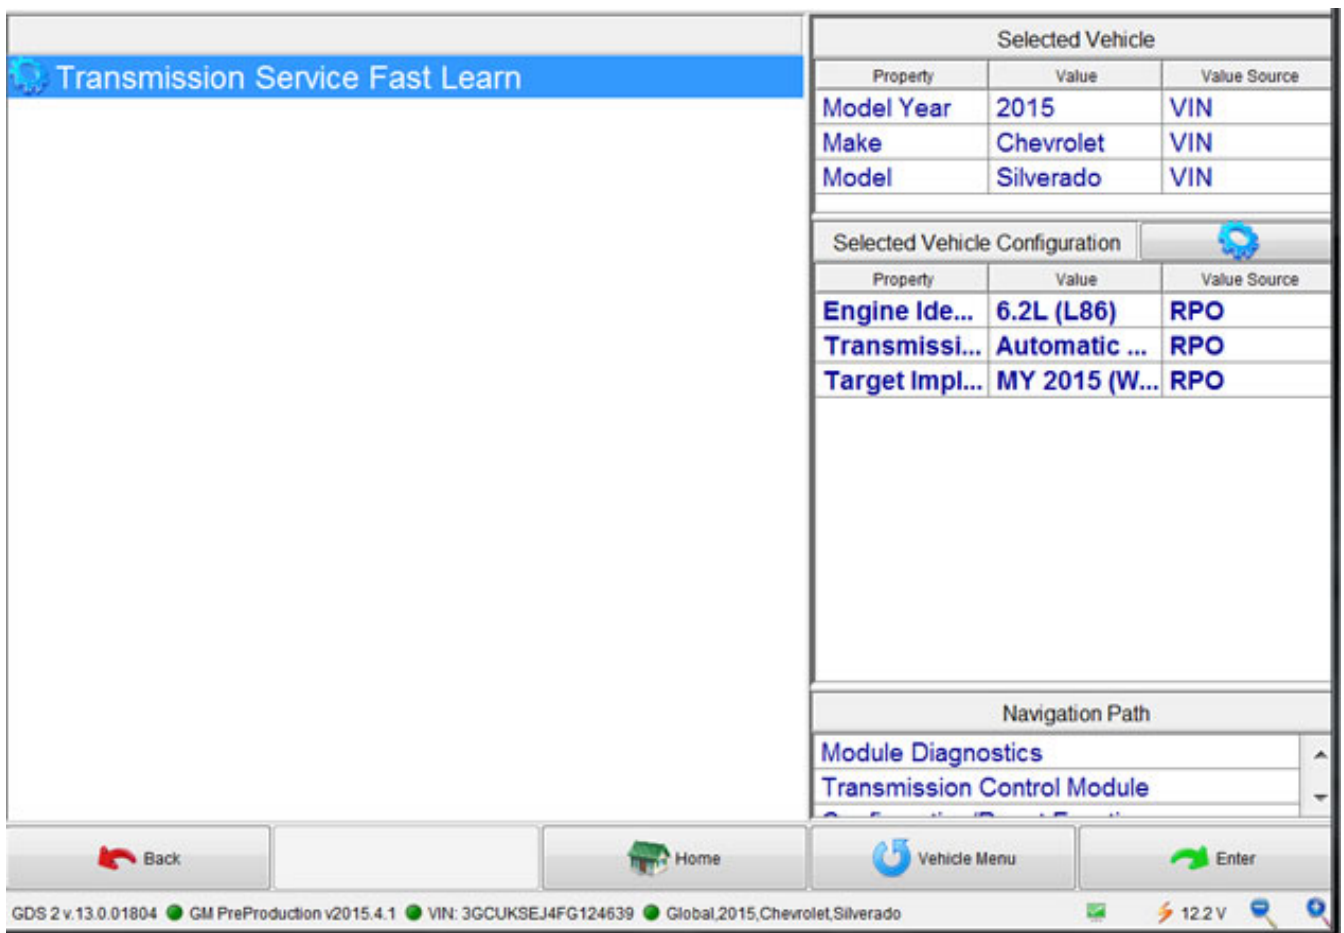 Transmission Service Fast Learn
Selected Vehicle
Property Value Value Source
Model Year 2015 VIN
Make Chevrolet VIN
Model Silverado VIN
Selected Vehicle Configuration
Property Value Value Source
Engine Ide... 6.2L (L86) RPO
Transmissi... Automatic ... RPO
Target Impl... MY 2015 (W... RPO
Navigation Path
Module Diagnostics
Transmission Control Module
Back Home Vehicle Menu Enter
GDS 2 v.13.0.01804 GM PreProduction v2015.4.1 VIN: 3GCUKSEJ4FG124639 Global,2015,Chevrolet,Silverado 12.2 V